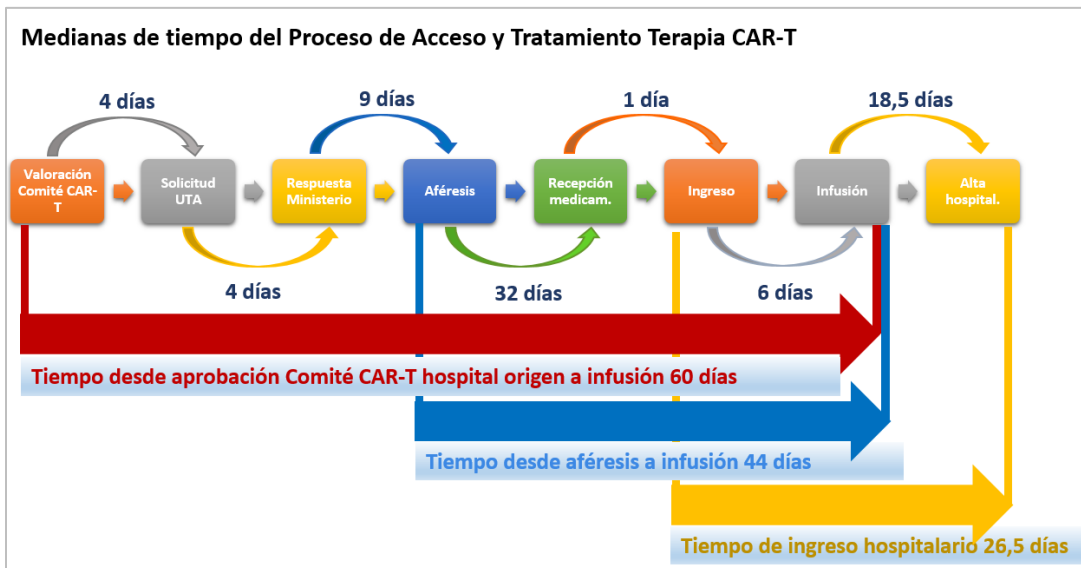 Medianas de tiempo del Proceso de Acceso y Tratamiento Terapia CAR-T
4 días
9 días
1 día
18,5 días
Valoración
Comité CAR-
T
Solicitud
UTA
Respuesta
Ministerio
Aféresis
Recepción
medicam.
Ingreso
Infusión
Alta
hospital.
4 días
32 días
6 días
Tiempo desde aprobación Comité CAR-T hospital origen a infusión 60 días
Tiempo desde aféresis a infusión 44 días
Tiempo de ingreso hospitalario 26,5 días